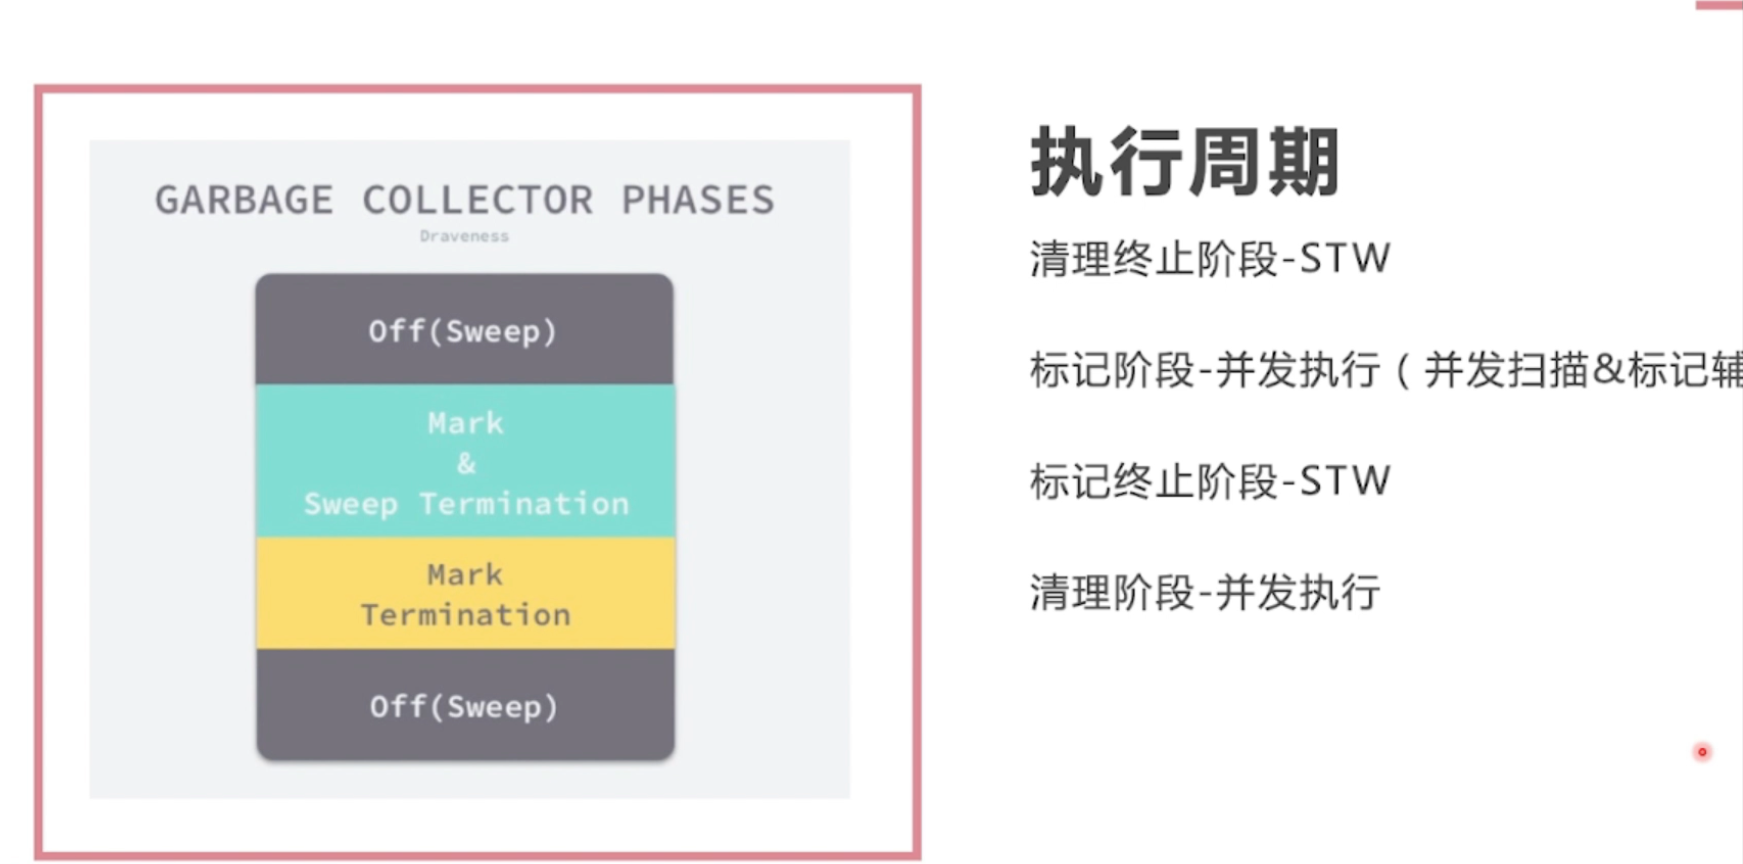 GARBAGE COLLECTOR PHASES
Draveness
Off(Sweep)
Mark
&
Sweep Termination
Mark
Termination
Off(Sweep)
执行周期
清理终止阶段-STW
标记阶段-并发执行（并发扫描&标记辅
标记终止阶段-STW
清理阶段-并发执行